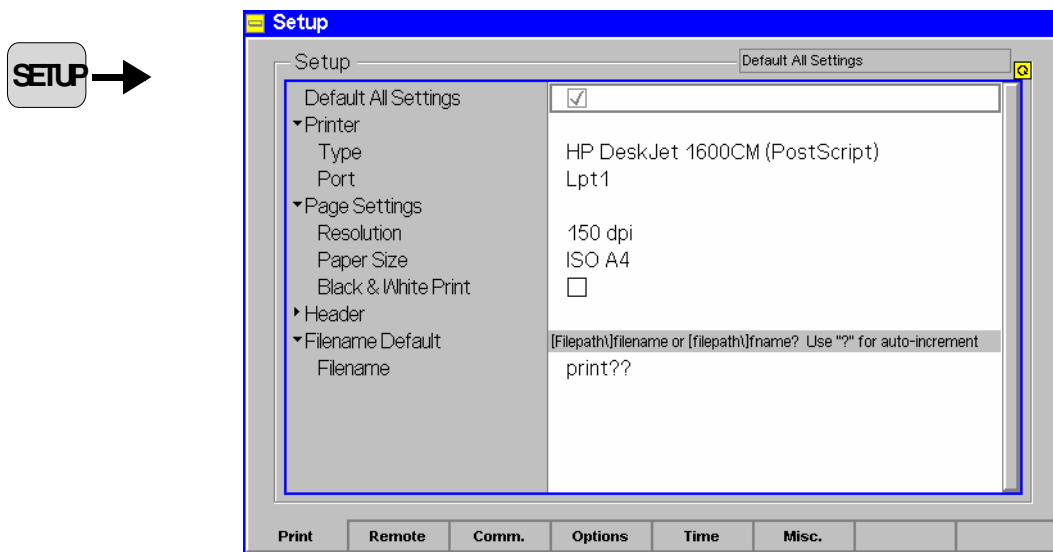 SETUP
Setup
Setup
Default All Settings
Default All Settings
Printer
Type HP DeskJet 1600CM (PostScript)
Port Lpt1
Page Settings
Resolution 150 dpi
Paper Size ISO A4
Black & White Print
Header
Filename Default [Filepath\]filename or [filepath\]fname? Use "?" for auto-increment
Filename print??
Print Remote Comm. Options Time Misc.